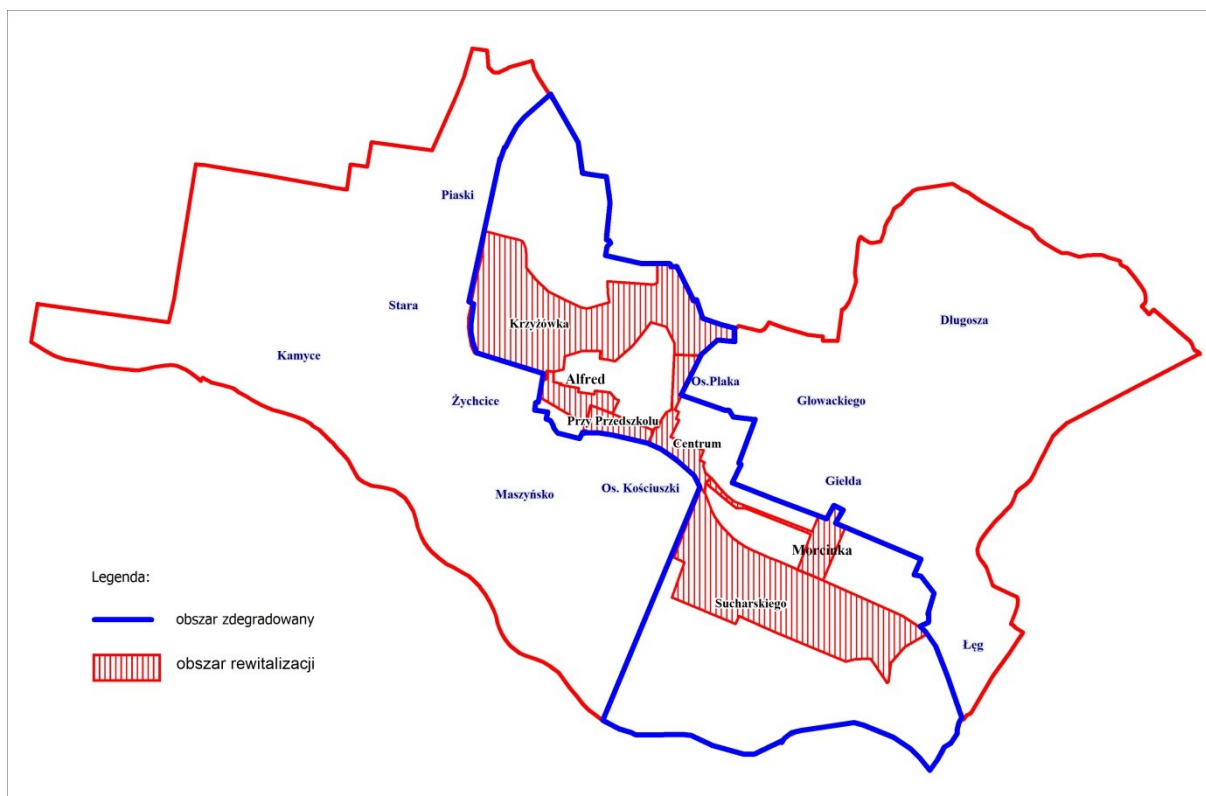 Piaski
Stara
Krzyżówka
Długosza
Kamyce
Alfred
Os.Plaka
Żychcice
Głowackiego
Przy Przedszkolu
Centrum
Maszyńsko
Os. Kościuszki
Giełda
Morcinka
Sucharskiego
Łęg
Legenda:
obszar zdegradowany
obszar rewitalizacji